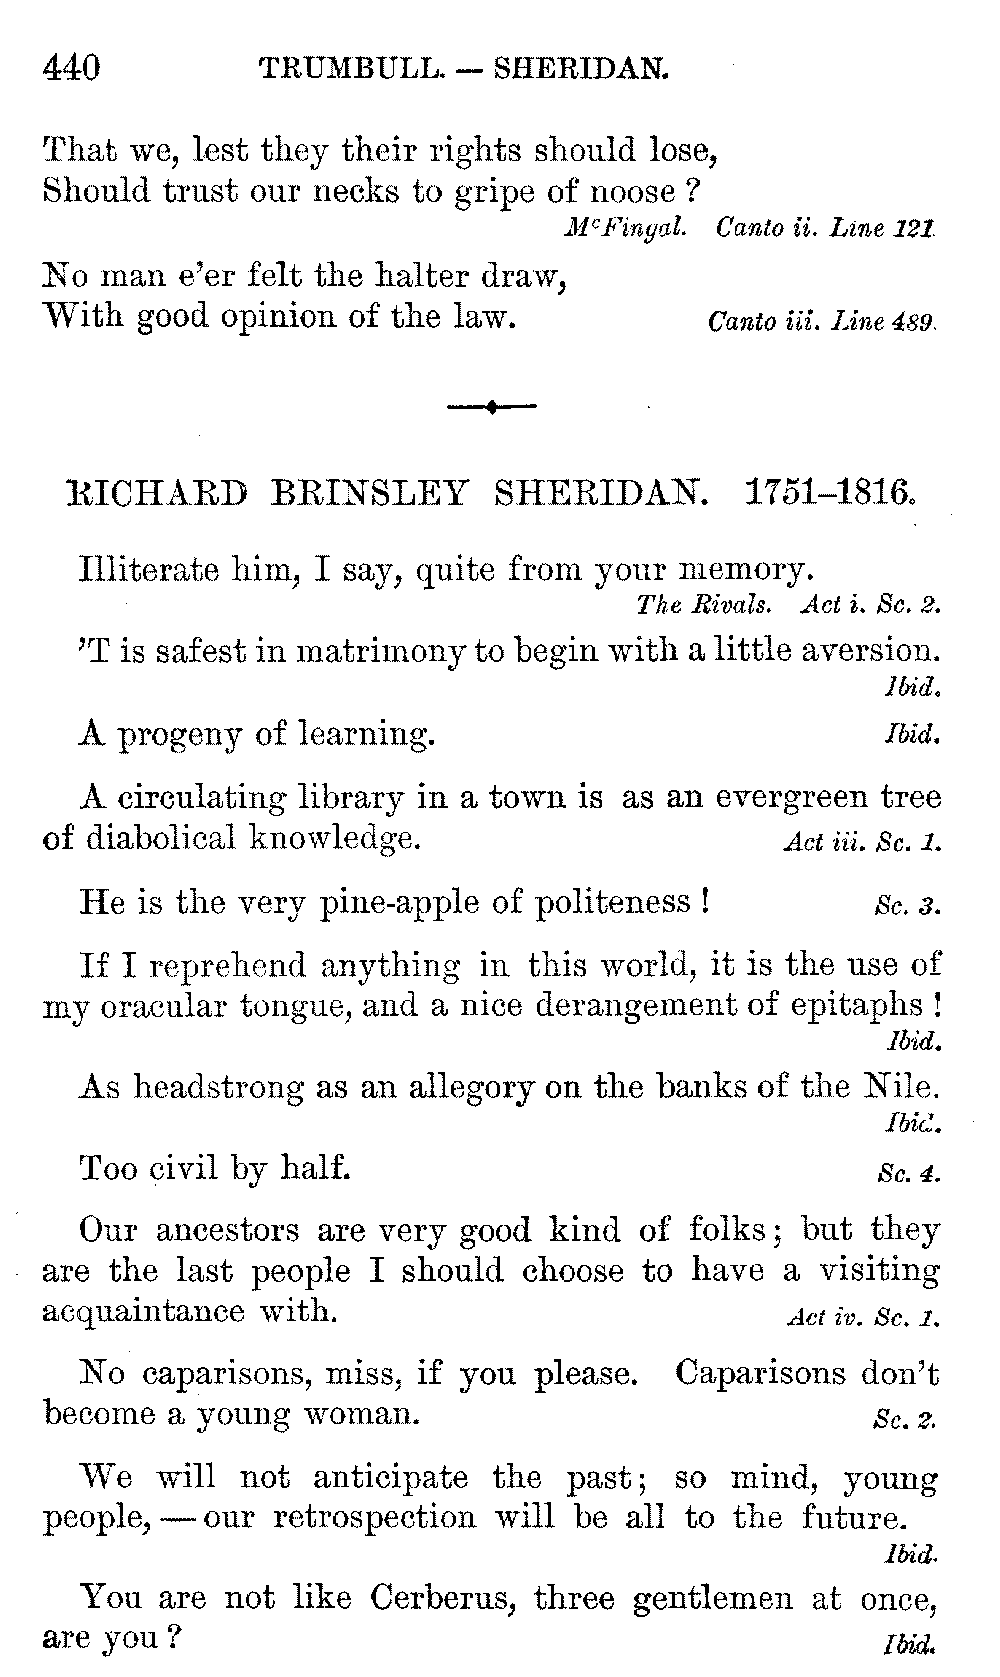 440 TRUMBULL. — SHERIDAN.
That we, lest they their rights should lose,
Should trust our necks to gripe of noose ?
McFingal. Canto ii. Line 121.
No man e'er felt the halter draw,
With good opinion of the law. Canto iii. Line 489.
RICHARD BRINSLEY SHERIDAN. 1751–1816.
Illiterate him, I say, quite from your memory.
The Rivals. Act i. Sc. 2.
'T is safest in matrimony to begin with a little aversion.
Ibid.
A progeny of learning. Ibid.
A circulating library in a town is as an evergreen tree
of diabolical knowledge. Act iii. Sc. 1.
He is the very pine-apple of politeness ! Sc. 3.
If I reprehend anything in this world, it is the use of
my oracular tongue, and a nice derangement of epitaphs !
Ibid.
As headstrong as an allegory on the banks of the Nile.
Ibid.
Too civil by half. Sc. 4.
Our ancestors are very good kind of folks ; but they
are the last people I should choose to have a visiting
acquaintance with. Act iv. Sc. 1.
No caparisons, miss, if you please. Caparisons don't
become a young woman. Sc. 2.
We will not anticipate the past ; so mind, young
people, — our retrospection will be all to the future.
Ibid.
You are not like Cerberus, three gentlemen at once,
are you ? Ibid.